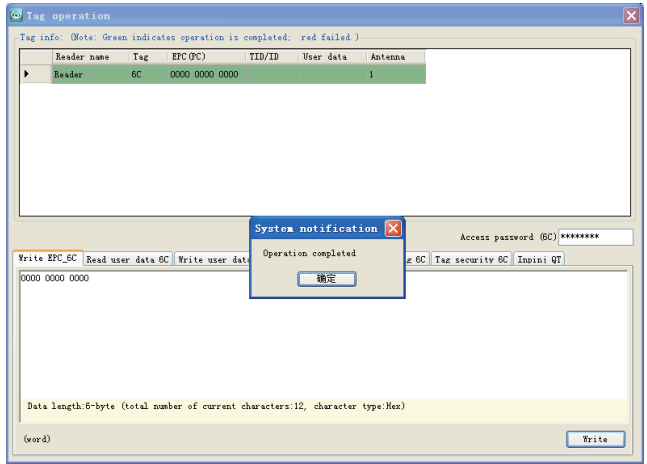 Tag operation
Tag info: (Note: Green indicates operation is completed; red failed.)
Reader name Tag EPC(PC) TID/ID User data Antenna
Reader 6C 0000 0000 0000 1
System notification
Operation completed
确定
Access password (6C) ********
Write EPC_6C Read user data 6C Write user data 6C Tag security 6C Inpinj QT
0000 0000 0000
Data length:6-byte (total number of current characters:12, character type:Hex)
(word) Write